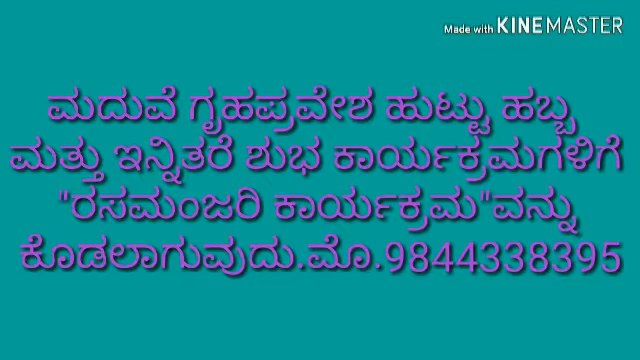 Made with KINEMASTER
ಮದುವೆ ಗೃಹಪ್ರವೇಶ ಹುಟ್ಟು ಹಬ್ಬ
ಮತ್ತು ಇನ್ನಿತರೆ ಶುಭ ಕಾರ್ಯಕ್ರಮಗಳಿಗೆ
"ರಸಮಂಜರಿ ಕಾರ್ಯಕ್ರಮ"ವನ್ನು
ಕೊಡಲಾಗುವುದು.ಮೊ.9844338395